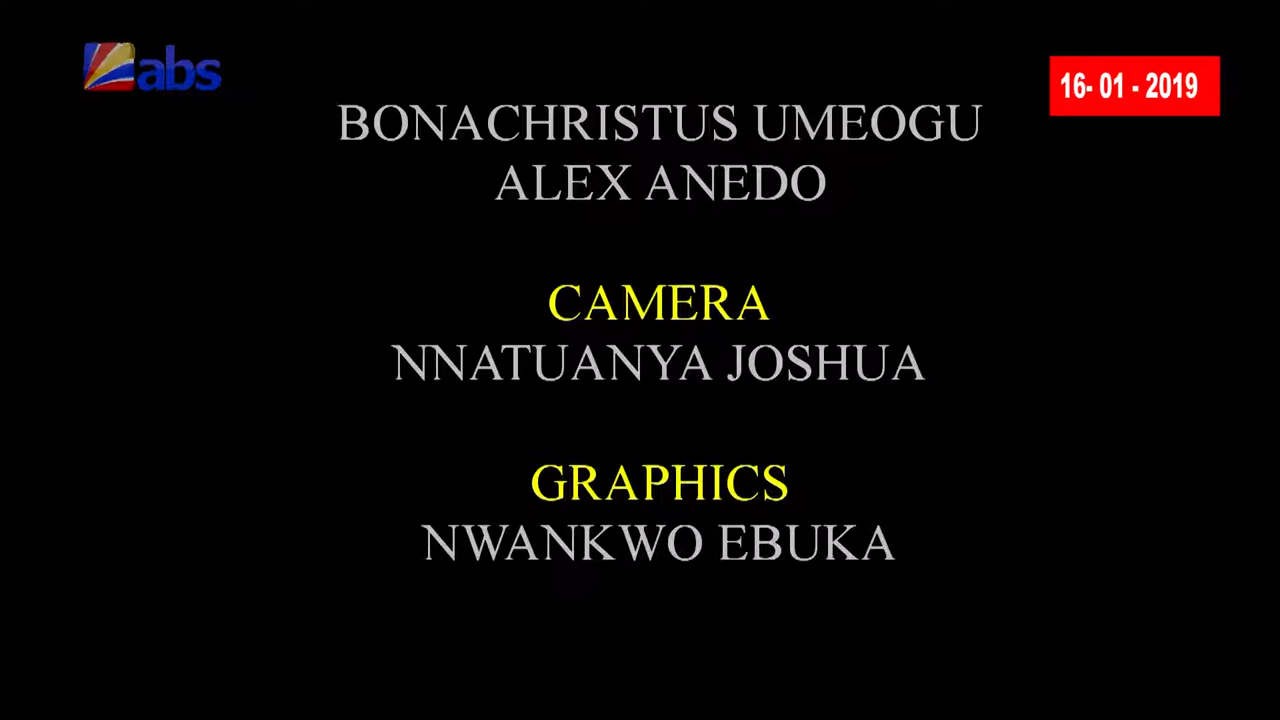 abs
16- 01 - 2019
BONACHRISTUS UMEOGU
ALEX ANEDO
CAMERA
NNATUANYA JOSHUA
GRAPHICS
NWANKWO EBUKA